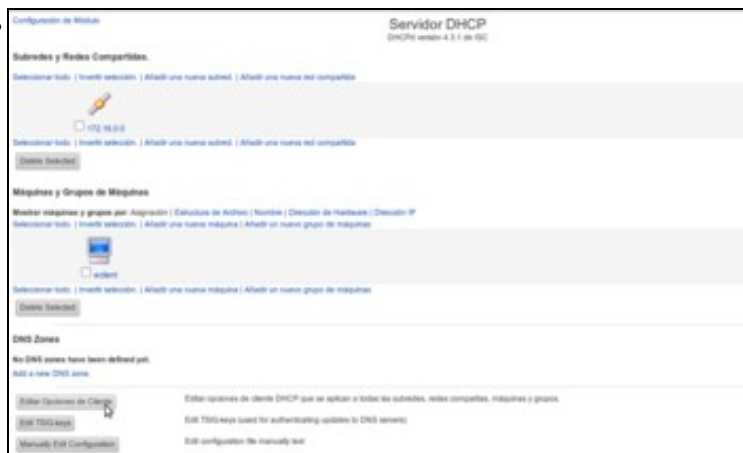 Configuración de Módulo
Servidor DHCP
DHCPd versión 4.3.1 de ISC
Subredes y Redes Compartidas.
Seleccionar todo. | Invertir selección. | Añadir una nueva subred. | Añadir una nueva red compartida
172.16.0.0
Seleccionar todo. | Invertir selección. | Añadir una nueva subred. | Añadir una nueva red compartida
Delete Selected
Máquinas y Grupos de Máquinas
Mostrar máquinas y grupos por: Asignación | Estructura de Archivo | Nombre | Dirección de Hardware | Dirección IP
Seleccionar todo. | Invertir selección. | Añadir una nueva máquina | Añadir un nuevo grupo de máquinas
Seleccionar todo. | Invertir selección. | Añadir una nueva máquina | Añadir un nuevo grupo de máquinas
Delete Selected
DNS Zones
No DNS zones have been defined yet.
Add a new DNS zone
Editar Opciones de Cliente Editar opciones de cliente DHCP que se aplican a todas las subredes, redes compartidas, máquinas y grupos.
Edit TSIG-keys Edit TSIG-keys (used for authenticating updates to DNS servers)
Manually Edit Configuration Edit configuration file manually text